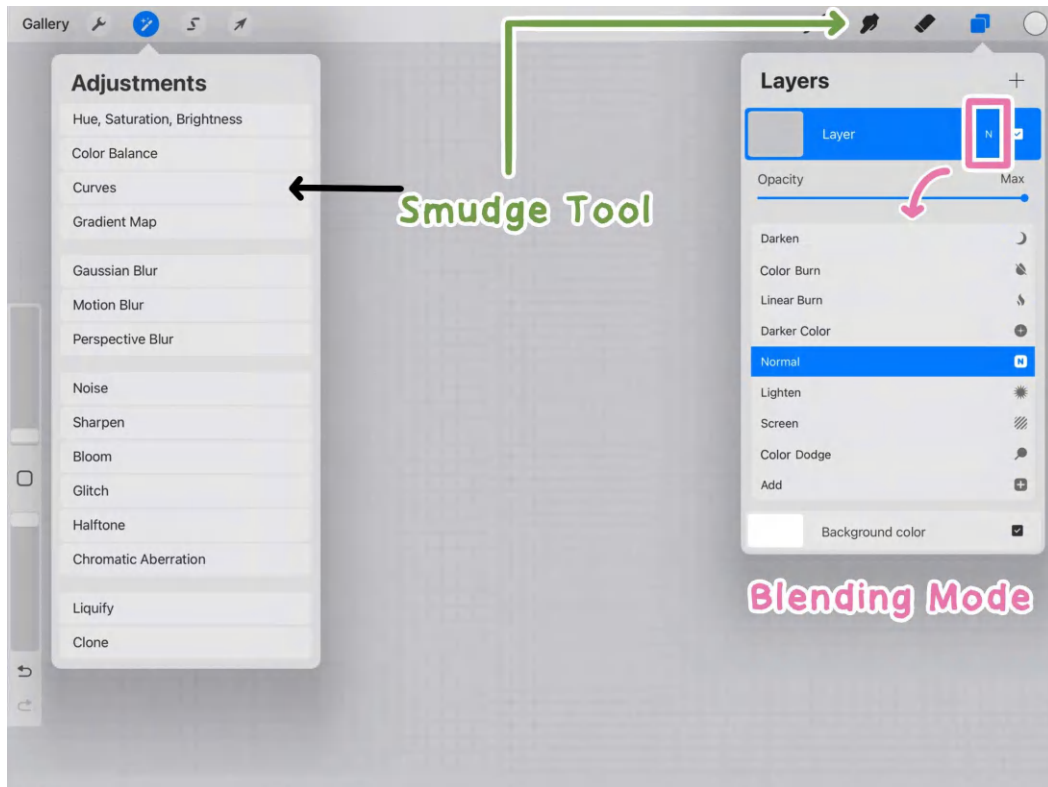 Gallery
Adjustments
Hue, Saturation, Brightness
Color Balance
Curves
Gradient Map
Gaussian Blur
Motion Blur
Perspective Blur
Noise
Sharpen
Bloom
Glitch
Halftone
Chromatic Aberration
Liquify
Clone
Smudge Tool
Layers
Layer N
Opacity Max
Darken
Color Burn
Linear Burn
Darker Color
Normal N
Lighten
Screen
Color Dodge
Add
Background color
Blending Mode